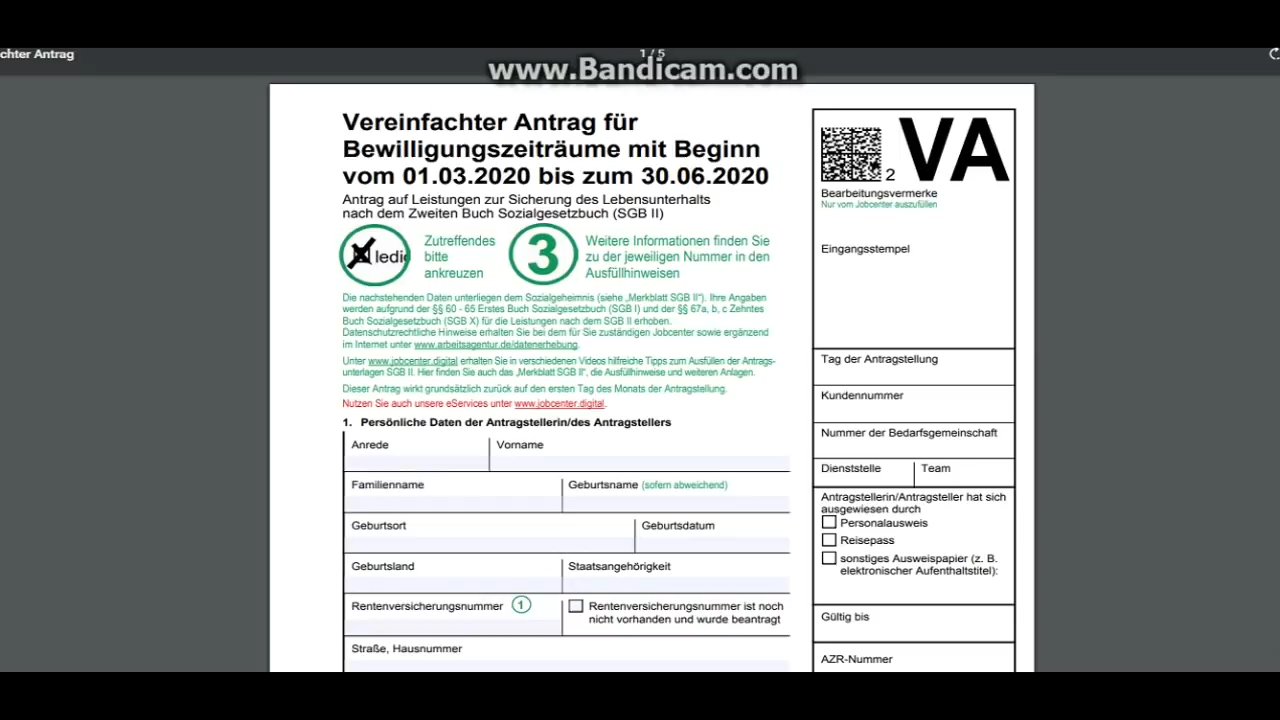 chter Antrag
1 / 5
www.Bandicam.com
Vereinfachter Antrag für
Bewilligungszeiträume mit Beginn
vom 01.03.2020 bis zum 30.06.2020
Antrag auf Leistungen zur Sicherung des Lebensunterhalts
nach dem Zweiten Buch Sozialgesetzbuch (SGB II)
ledi
Zutreffendes
bitte
ankreuzen
3
Weitere Informationen finden Sie
zu der jeweiligen Nummer in den
Ausfüllhinweisen
Die nachstehenden Daten unterliegen dem Sozialgeheimnis (siehe „Merkblatt SGB II"). Ihre Angaben
werden aufgrund der §§ 60 - 65 Erstes Buch Sozialgesetzbuch (SGB I) und der §§ 67a, b, c Zehntes
Buch Sozialgesetzbuch (SGB X) für die Leistungen nach dem SGB II erhoben.
Datenschutzrechtliche Hinweise erhalten Sie bei dem für Sie zuständigen Jobcenter sowie ergänzend
im Internet unter www.arbeitsagentur.de/datenerhebung.
Unter www.jobcenter.digital erhalten Sie in verschiedenen Videos hilfreiche Tipps zum Ausfüllen der Antrags-
unterlagen SGB II. Hier finden Sie auch das „Merkblatt SGB II", die Ausfüllhinweise und weiteren Anlagen.
Dieser Antrag wirkt grundsätzlich zurück auf den ersten Tag des Monats der Antragstellung.
Nutzen Sie auch unsere eServices unter www.jobcenter.digital.
1. Persönliche Daten der Antragstellerin/des Antragstellers
Anrede
Vorname
Familienname
Geburtsname (sofern abweichend)
Geburtsort
Geburtsdatum
Geburtsland
Staatsangehörigkeit
Rentenversicherungsnummer 1
Rentenversicherungsnummer ist noch
nicht vorhanden und wurde beantragt
Straße, Hausnummer
2 VA
Bearbeitungsvermerke
Nur vom Jobcenter auszufüllen
Eingangsstempel
Tag der Antragstellung
Kundennummer
Nummer der Bedarfsgemeinschaft
Dienststelle
Team
Antragstellerin/Antragsteller hat sich
ausgewiesen durch
Personalausweis
Reisepass
sonstiges Ausweispapier (z. B.
elektronischer Aufenthaltstitel):
Gültig bis
AZR-Nummer